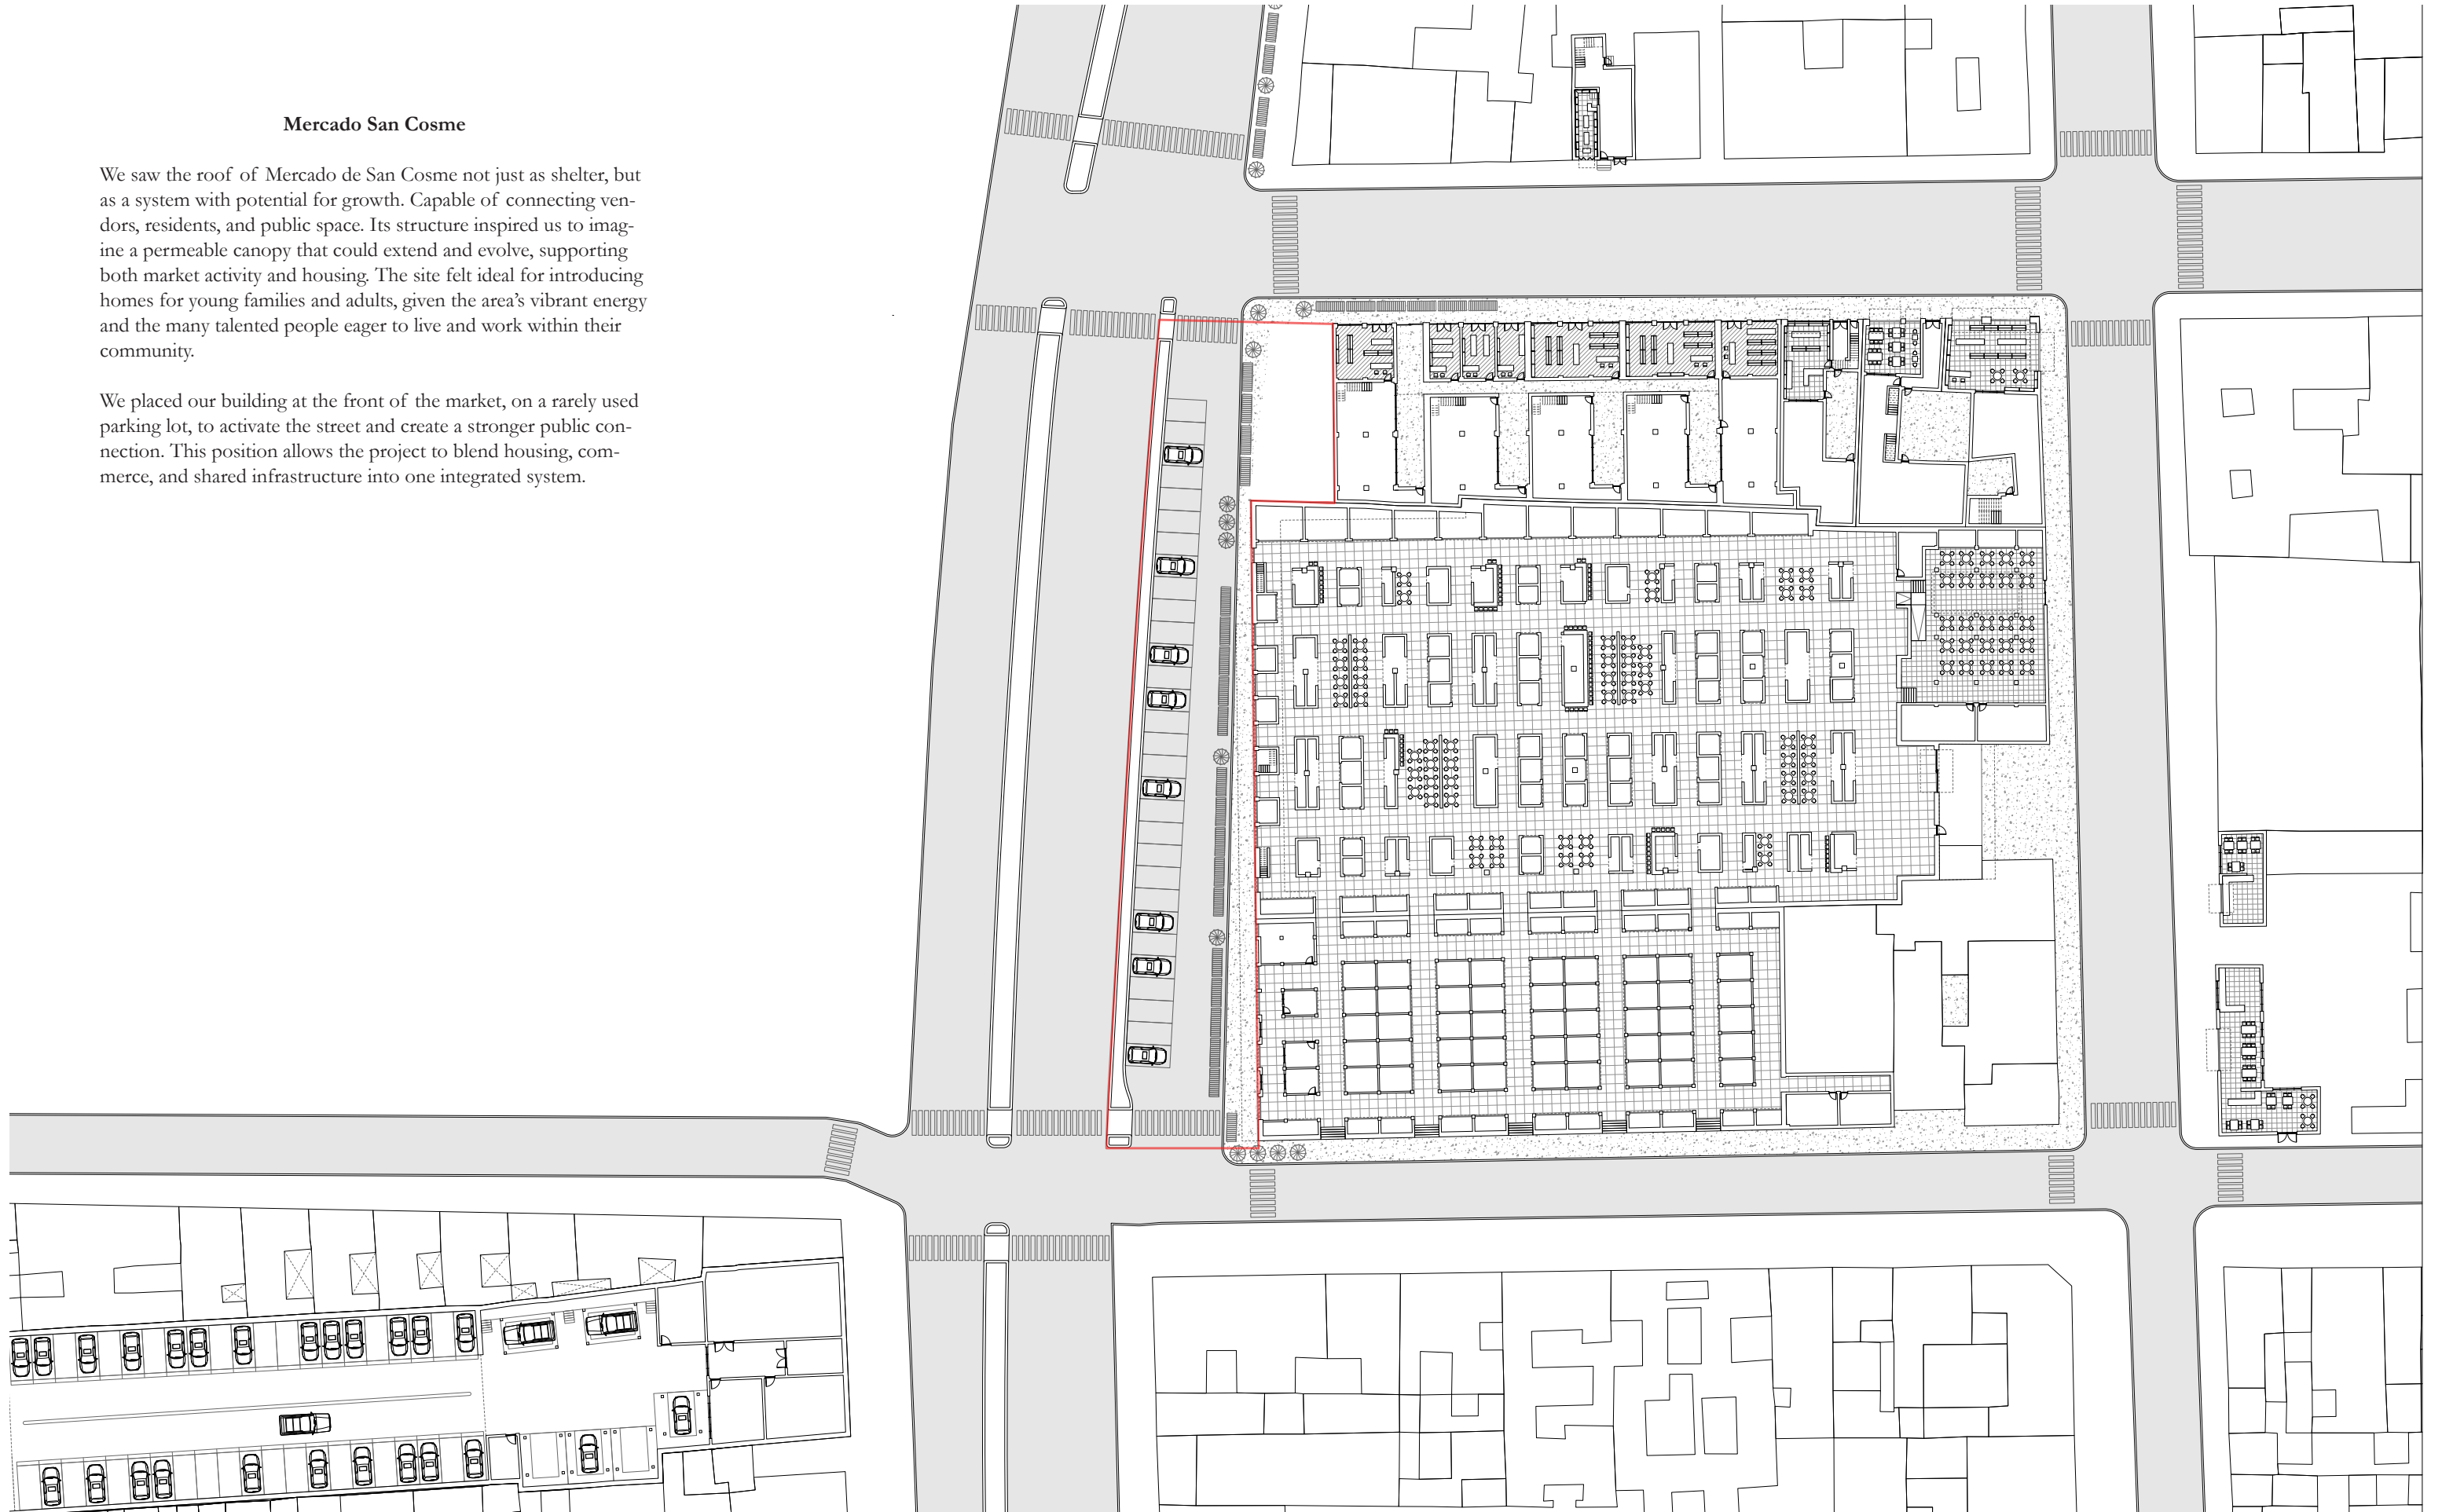 Mercado San Cosme
We saw the roof of Mercado de San Cosme not just as shelter, but
as a system with potential for growth. Capable of connecting ven-
dors, residents, and public space. Its structure inspired us to imag-
ine a permeable canopy that could extend and evolve, supporting
both market activity and housing. The site felt ideal for introducing
homes for young families and adults, given the area’s vibrant energy
and the many talented people eager to live and work within their
community.
We placed our building at the front of the market, on a rarely used
parking lot, to activate the street and create a stronger public con-
nection. This position allows the project to blend housing, com-
merce, and shared infrastructure into one integrated system.